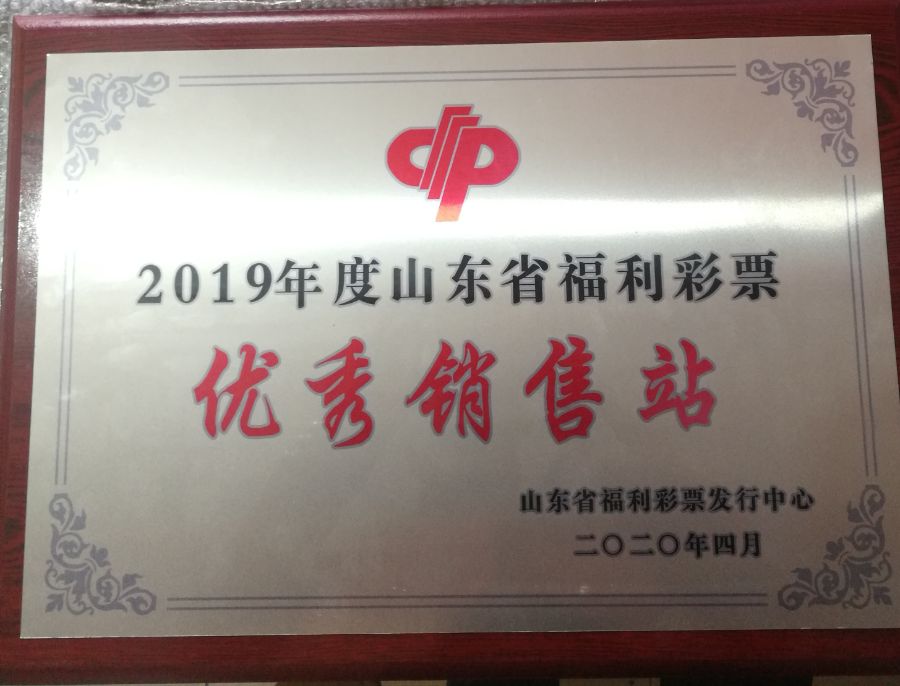 2019年度山东省福利彩票
优秀销售站
山东省福利彩票发行中心
二〇二〇年四月